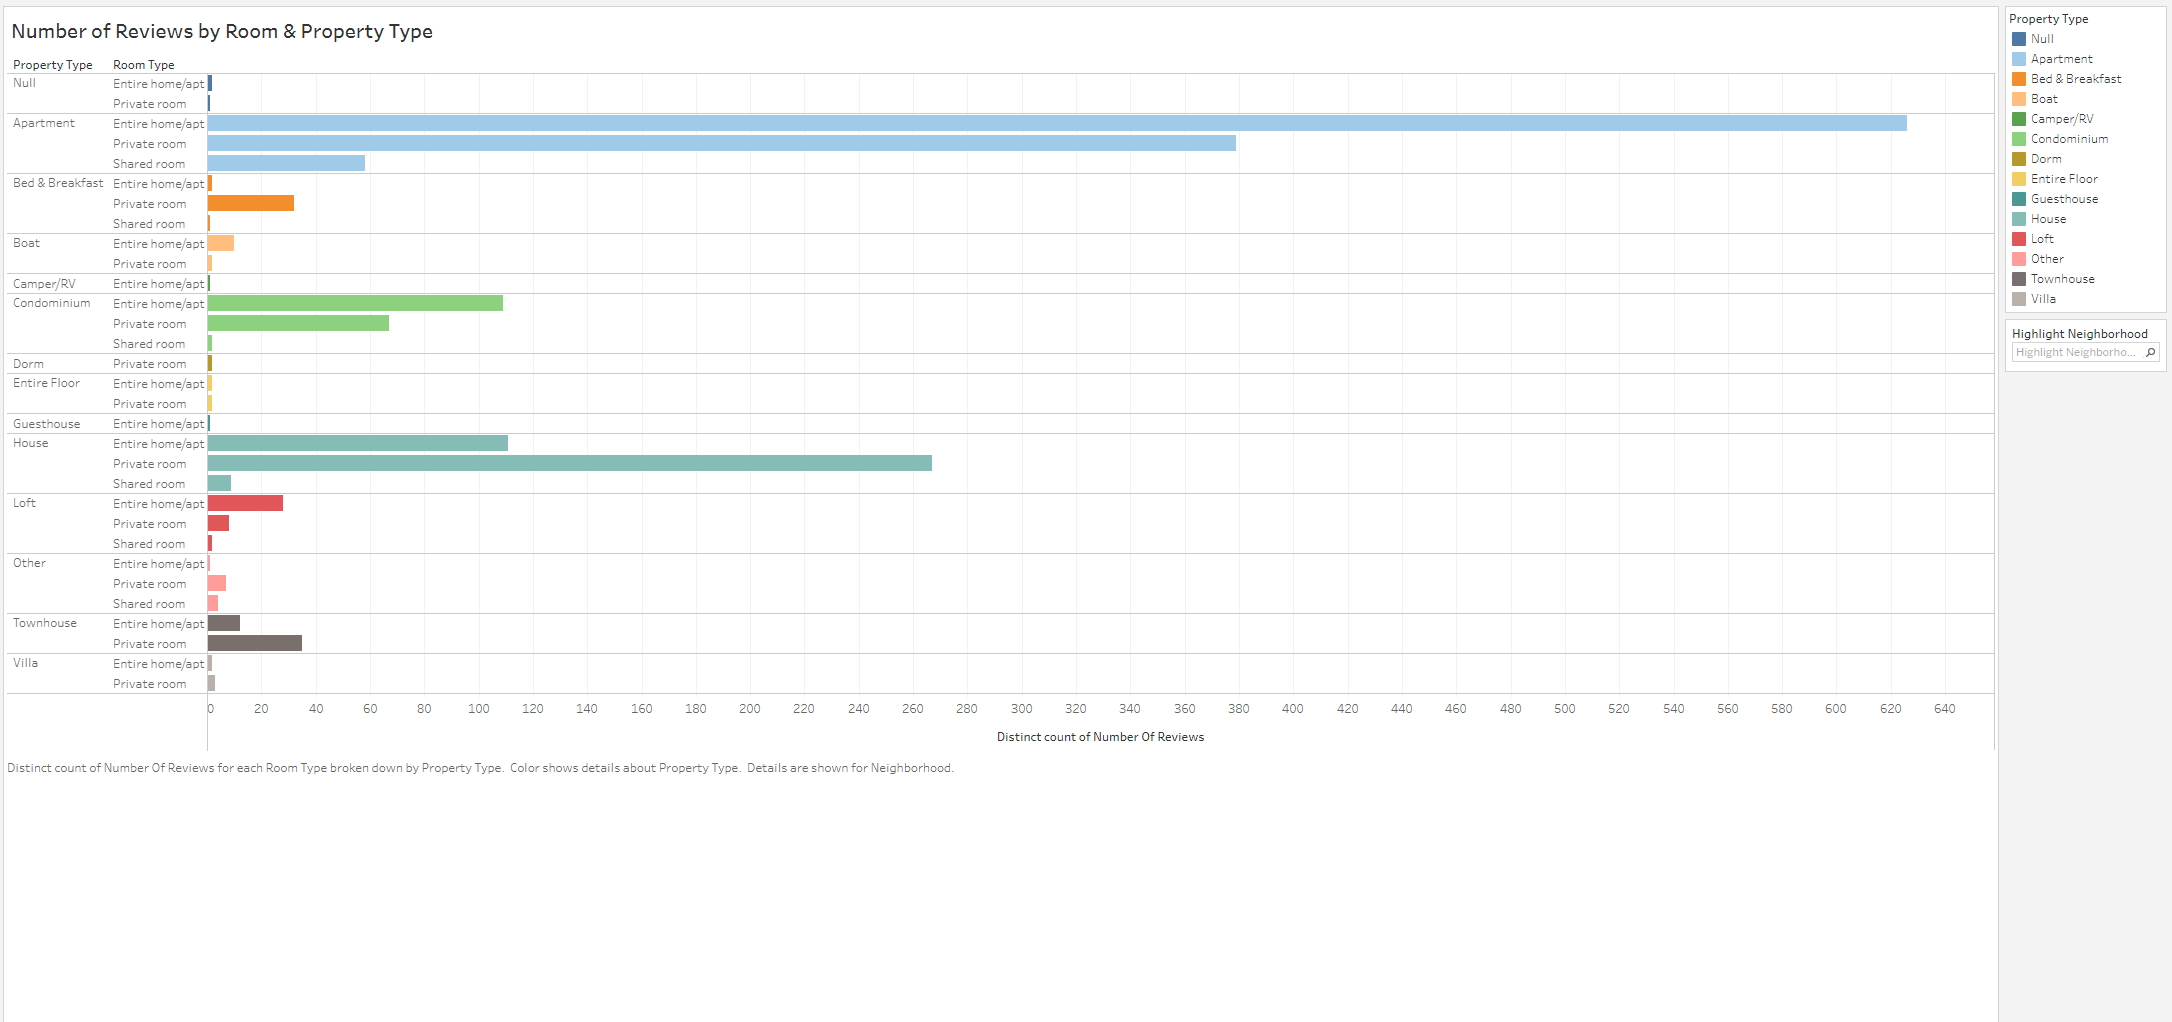 Number of Reviews by Room & Property Type
Property Type Room Type
Null Entire home/apt
Private room
Apartment Entire home/apt
Private room
Shared room
Bed & Breakfast Entire home/apt
Private room
Shared room
Boat Entire home/apt
Private room
Camper/RV Entire home/apt
Condominium Entire home/apt
Private room
Shared room
Dorm Private room
Entire Floor Entire home/apt
Private room
Guesthouse Entire home/apt
House Entire home/apt
Private room
Shared room
Loft Entire home/apt
Private room
Shared room
Other Entire home/apt
Private room
Shared room
Townhouse Entire home/apt
Private room
Villa Entire home/apt
Private room
0 20 40 60 80 100 120 140 160 180 200 220 240 260 280 300 320 340 360 380 400 420 440 460 480 500 520 540 560 580 600 620 640
Distinct count of Number Of Reviews
Distinct count of Number Of Reviews for each Room Type broken down by Property Type.  Color shows details about Property Type.  Details are shown for Neighborhood.
Property Type
Null
Apartment
Bed & Breakfast
Boat
Camper/RV
Condominium
Dorm
Entire Floor
Guesthouse
House
Loft
Other
Townhouse
Villa
Highlight Neighborhood
Highlight Neighborho...